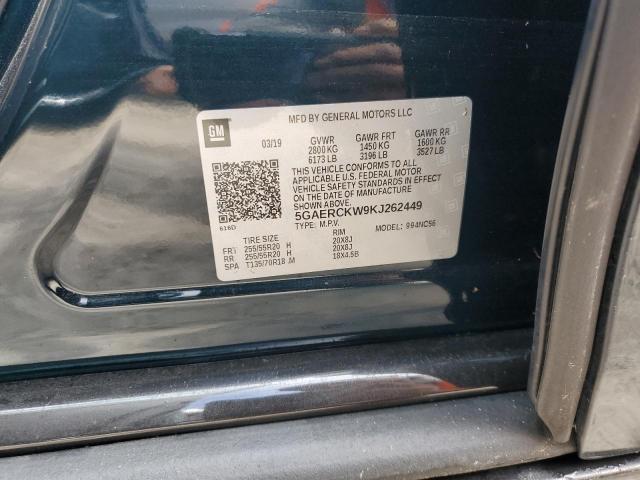 MFD BY GENERAL MOTORS LLC
GM
03/19 GVWR GAWR FRT GAWR RR
2800 KG 1450 KG 1600 KG
6173 LB 3196 LB 3527 LB
THIS VEHICLE CONFORMS TO ALL
APPLICABLE U.S. FEDERAL MOTOR
VEHICLE SAFETY STANDARDS IN EFFECT ON
THE DATE OF MANUFACTURE
5GAERCKW9KJ262449
TYPE: M.P.V. MODEL: 994NC56
616D
TIRE SIZE RIM
FRT 255/55R20 H 20X8J
RR 255/55R20 H 20X8J
SPA T135/70R18 M 18X4.5B